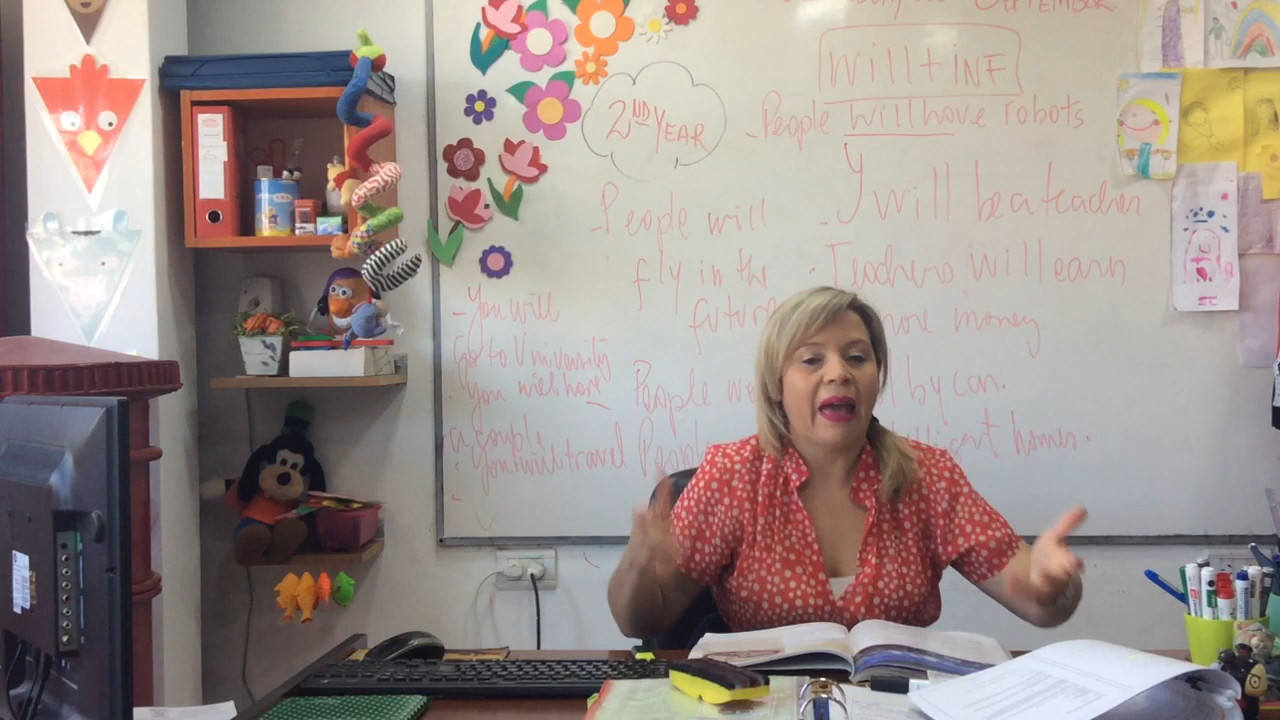 SEPTEMBER
Will + INF
2ND YEAR
- People will have robots
- I will be a teacher
- Teachers will earn
more money
- People will
fly in the
future
- You will
Go to University
You will have
a couple
You will travel
People
by car.
People
homes.